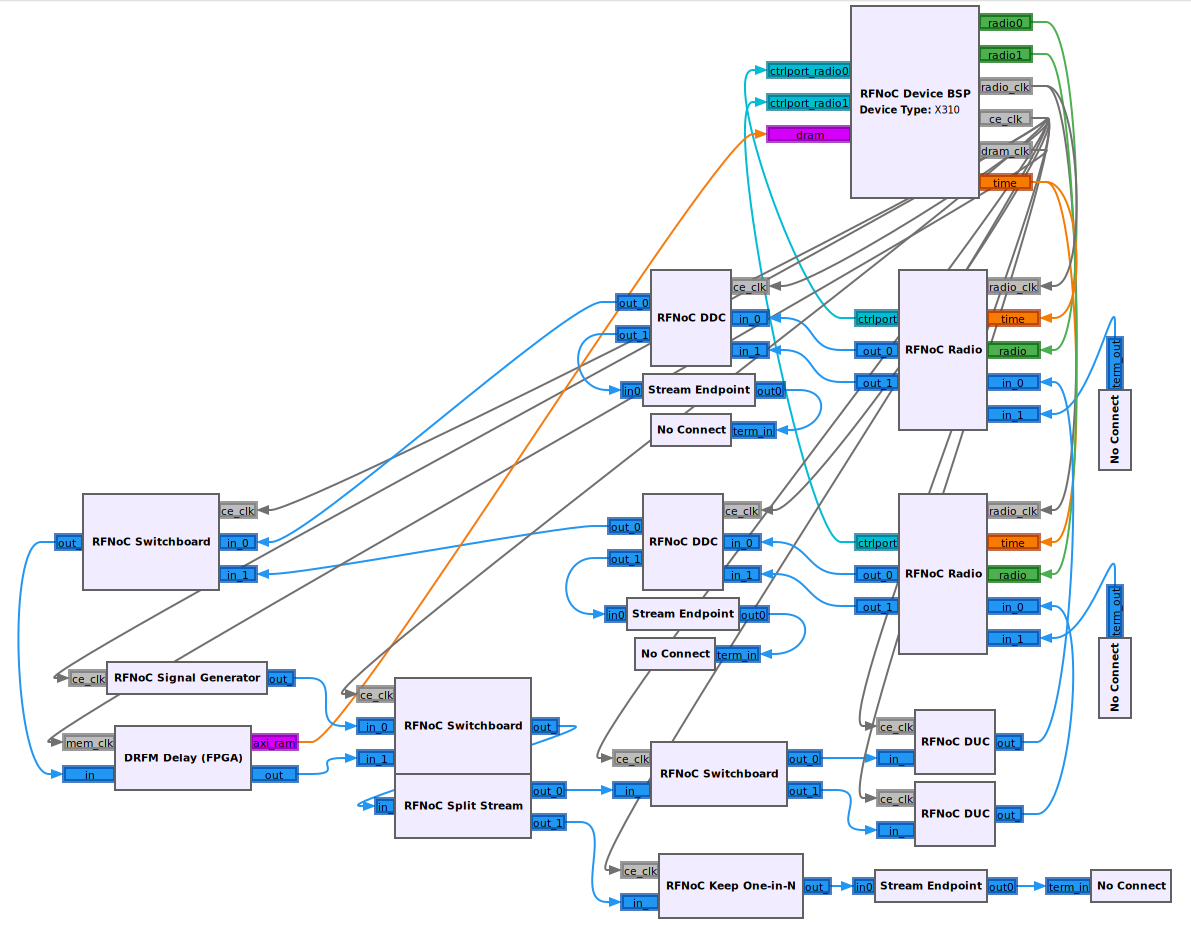 radio0
radio1
ctrlport_radio0
radio_clk
RFNoC Device BSP
ctrlport_radio1
Device Type: X310
ce_clk
dram
dram_clk
time
ce_clk
radio_clk
out_0
RFNoC DDC
in_0
ctrlport
time
out_1
in_1
out_0
RFNoC Radio
radio
term_out
out_1
in_0
in0
Stream Endpoint
out0
in_1
No Connect
term_in
No Connect
ce_clk
ce_clk
radio_clk
out_0
out_
RFNoC Switchboard
in_0
RFNoC DDC
in_0
ctrlport
time
in_1
out_1
in_1
out_0
RFNoC Radio
radio
out_1
in_0
term_out
in0
Stream Endpoint
out0
in_1
No Connect
term_in
No Connect
ce_clk
RFNoC Signal Generator
out_
ce_clk
in_0
RFNoC Switchboard
out_
ce_clk
in_
RFNoC DUC
out_
mem_clk
DRFM Delay (FPGA)
axi_ram
in
out
in_1
ce_clk
in_
RFNoC Switchboard
out_0
out_1
in_
RFNoC Split Stream
out_0
out_1
ce_clk
in_
RFNoC DUC
out_
ce_clk
in_
RFNoC Keep One-in-N
out_
in0
Stream Endpoint
out0
term_in
No Connect